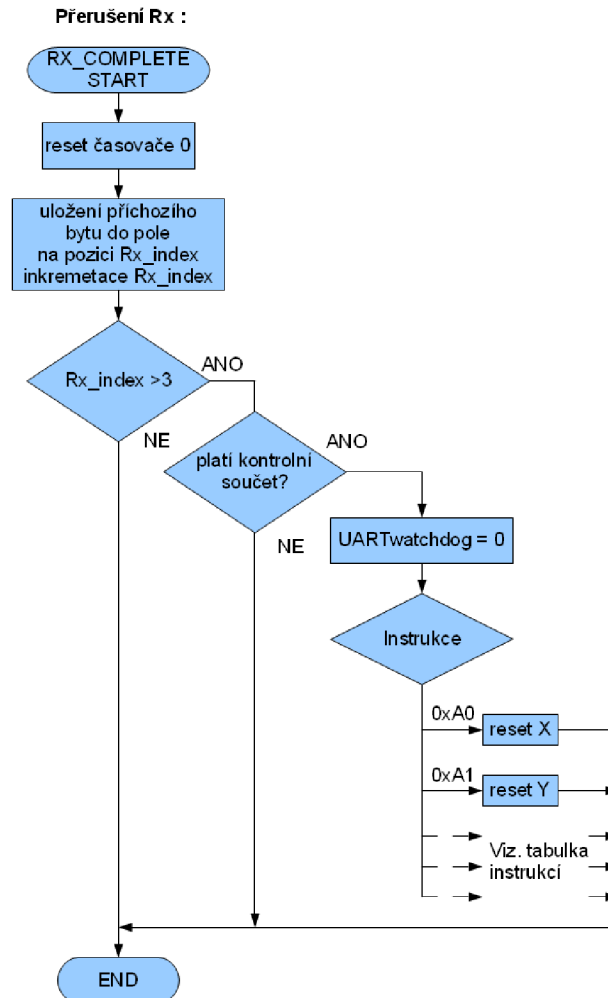 Přerušení Rx :
RX_COMPLETE
START
reset časovače 0
uložení příchozího
bytu do pole
na pozici Rx_index
inkremetace Rx_index
Rx_index >3
ANO
NE
platí kontrolní
součet?
ANO
NE
UARTwatchdog = 0
Instrukce
0xA0
reset X
0xA1
reset Y
Viz. tabulka
instrukcí
END